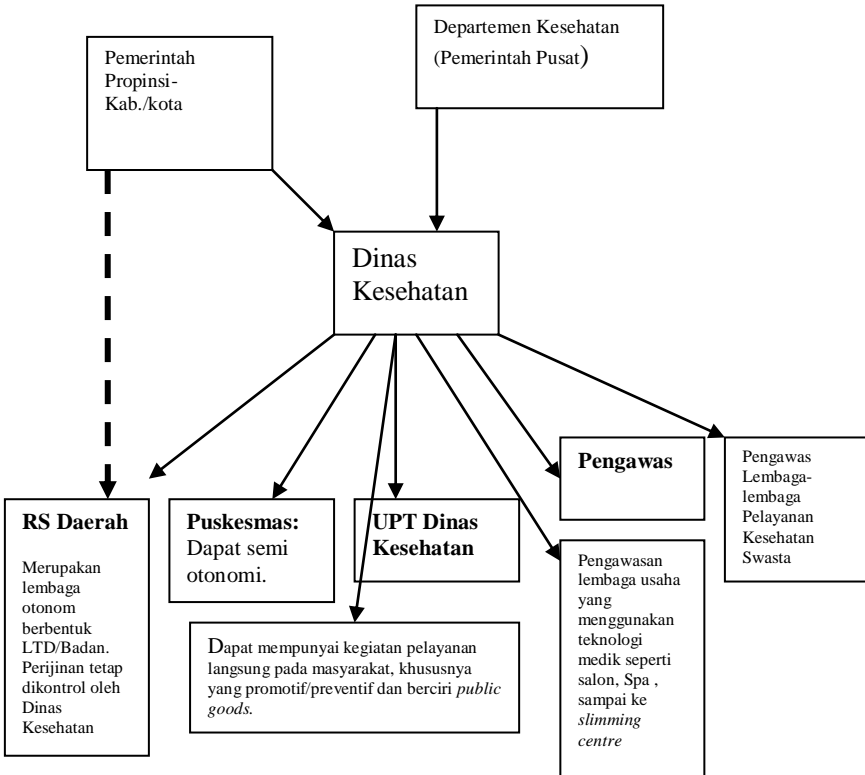 Pemerintah
Propinsi-
Kab./kota
Departemen Kesehatan
(Pemerintah Pusat)
Dinas
Kesehatan
RS Daerah
Merupakan
lembaga
otonom
berbentuk
LTD/Badan.
Perijinan tetap
dikontrol oleh
Dinas
Kesehatan
Puskesmas:
Dapat semi
otonomi.
UPT Dinas
Kesehatan
Dapat mempunyai kegiatan pelayanan
langsung pada masyarakat, khususnya
yang promotif/preventif dan berciri public
goods.
Pengawas
Pengawasan
lembaga usaha
yang
menggunakan
teknologi
medik seperti
salon, Spa ,
sampai ke
slimming
centre
Pengawas
Lembaga-
lembaga
Pelayanan
Kesehatan
Swasta